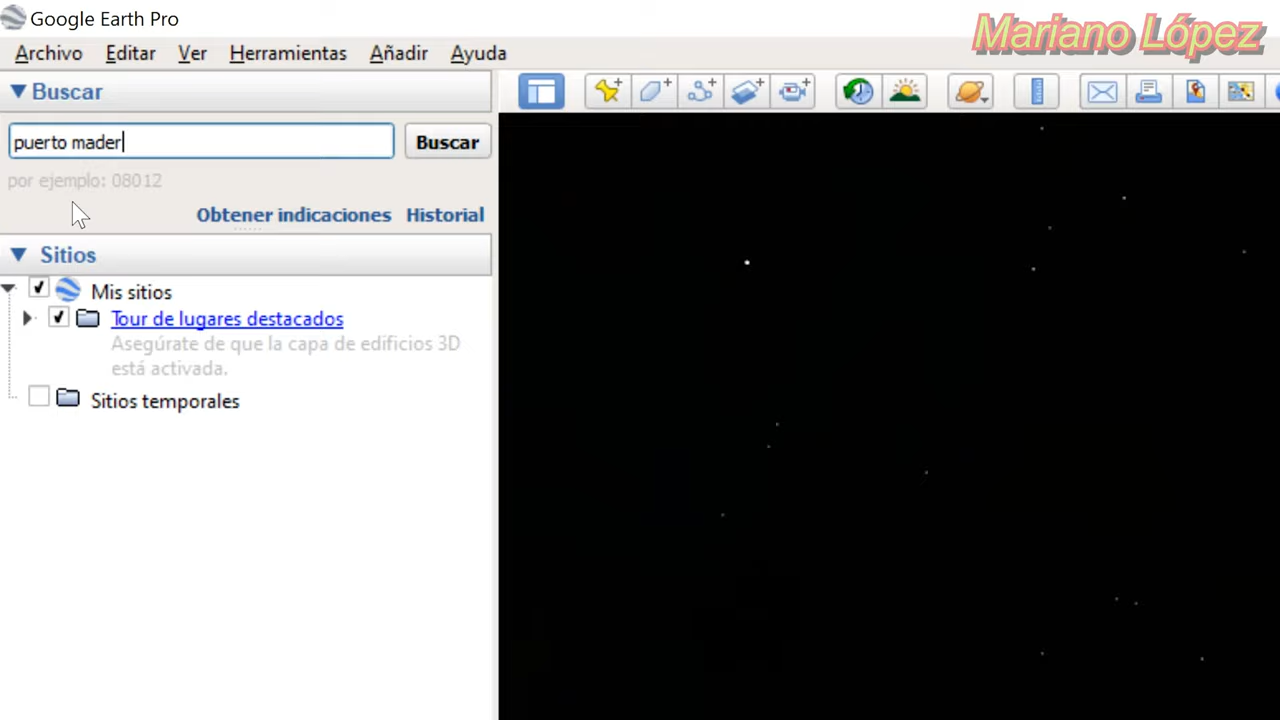 Google Earth Pro
Mariano López
Archivo Editar Ver Herramientas Añadir Ayuda
Buscar
puerto mader
Buscar
por ejemplo: 08012
Obtener indicaciones Historial
Sitios
Mis sitios
Tour de lugares destacados
Asegúrate de que la capa de edificios 3D
está activada.
Sitios temporales